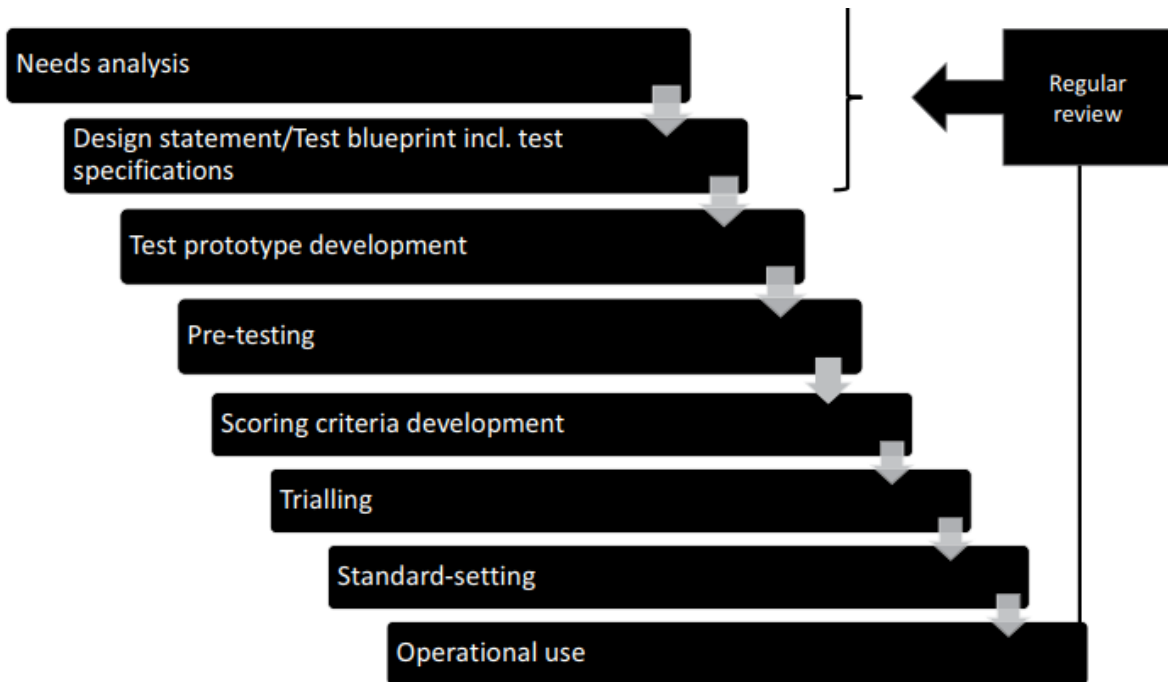 Needs analysis
Regular
review
Design statement/Test blueprint incl. test
specifications
Test prototype development
Pre-testing
Scoring criteria development
Trialling
Standard-setting
Operational use